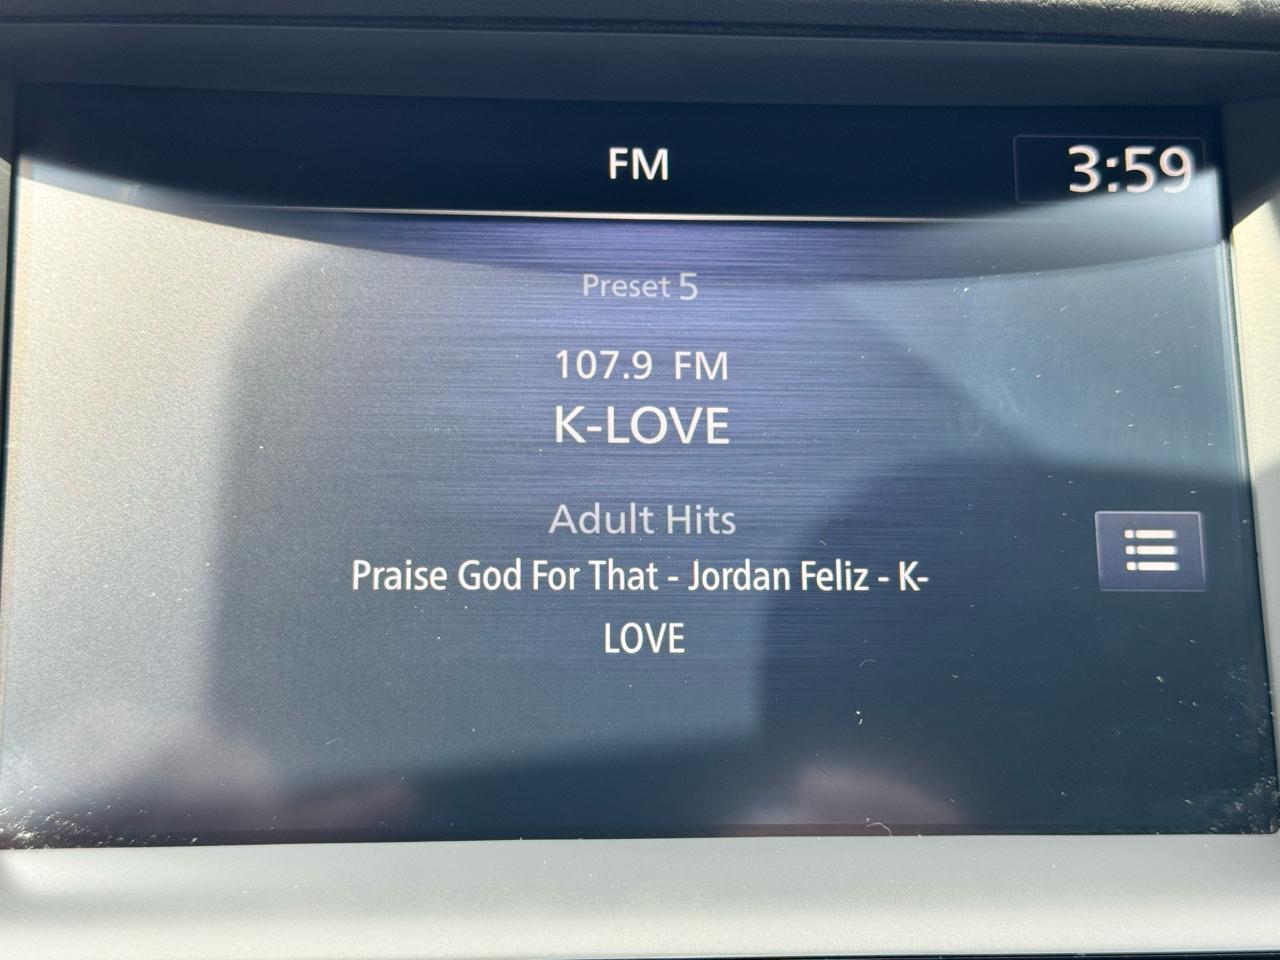 FM
3:59
Preset 5
107.9 FM
K-LOVE
Adult Hits
Praise God For That - Jordan Feliz - K-
LOVE